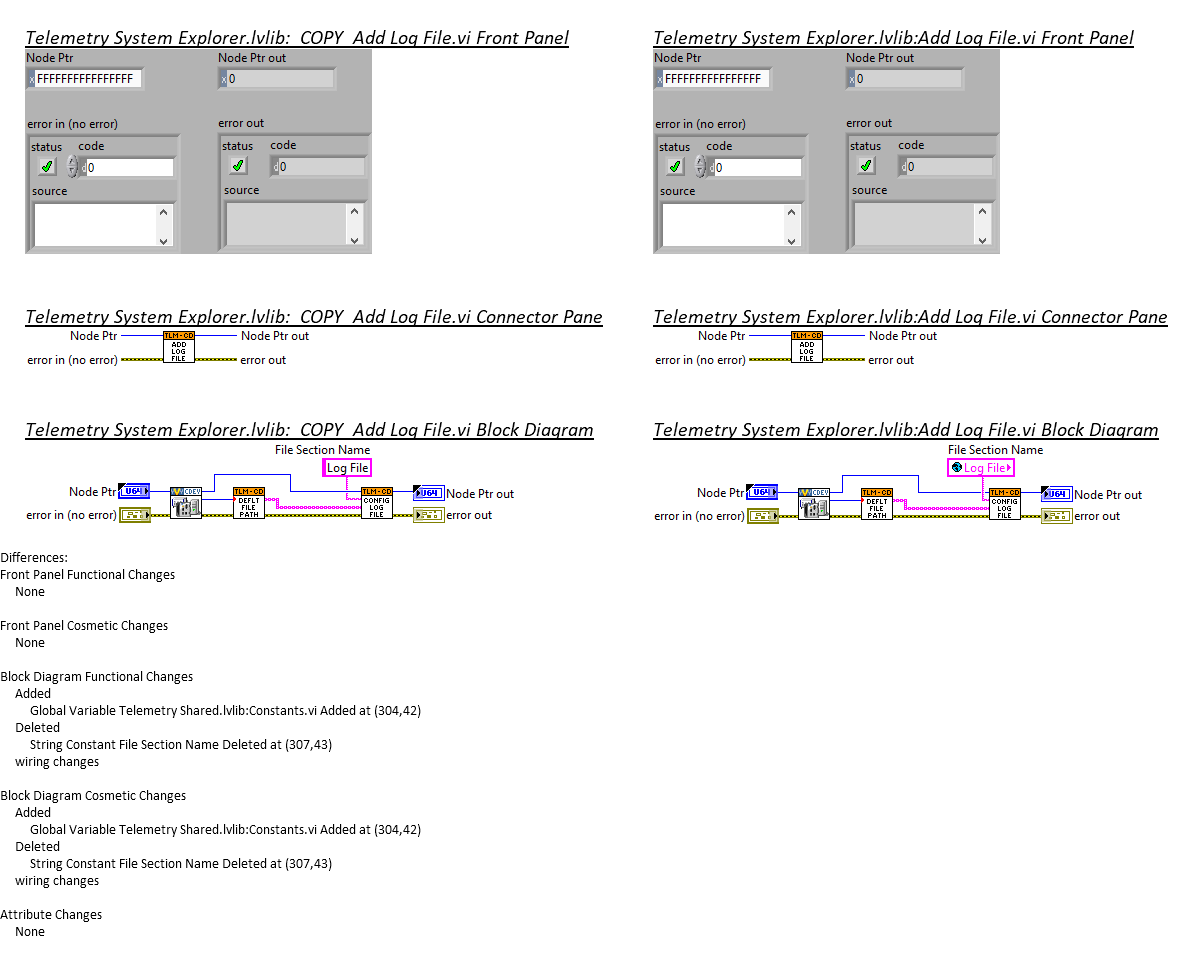 Telemetry System Explorer.lvlib:_COPY_Add Log File.vi Front Panel
Node Ptr
Node Ptr out
x FFFFFFFFFFFFFFFF
x 0
error in (no error)
error out
status
code
status
code
d 0
d 0
source
source
Telemetry System Explorer.lvlib:Add Log File.vi Front Panel
Node Ptr
Node Ptr out
x FFFFFFFFFFFFFFFF
x 0
error in (no error)
error out
status
code
status
code
d 0
d 0
source
source
Telemetry System Explorer.lvlib:_COPY_Add Log File.vi Connector Pane
Node Ptr
TLM-CD
Node Ptr out
ADD
LOG
FILE
error in (no error)
error out
Telemetry System Explorer.lvlib:Add Log File.vi Connector Pane
Node Ptr
TLM-CD
Node Ptr out
ADD
LOG
FILE
error in (no error)
error out
Telemetry System Explorer.lvlib:_COPY_Add Log File.vi Block Diagram
File Section Name
Log File
Node Ptr
U64
CDEV
TLM-CD
DEFLT
FILE
PATH
TLM-CD
CONFIG
LOG
FILE
U64
Node Ptr out
error in (no error)
error out
Telemetry System Explorer.lvlib:Add Log File.vi Block Diagram
File Section Name
Log File
Node Ptr
U64
CDEV
TLM-CD
DEFLT
FILE
PATH
TLM-CD
CONFIG
LOG
FILE
U64
Node Ptr out
error in (no error)
error out
Differences:
Front Panel Functional Changes
None
Front Panel Cosmetic Changes
None
Block Diagram Functional Changes
Added
Global Variable Telemetry Shared.lvlib:Constants.vi Added at (304,42)
Deleted
String Constant File Section Name Deleted at (307,43)
wiring changes
Block Diagram Cosmetic Changes
Added
Global Variable Telemetry Shared.lvlib:Constants.vi Added at (304,42)
Deleted
String Constant File Section Name Deleted at (307,43)
wiring changes
Attribute Changes
None